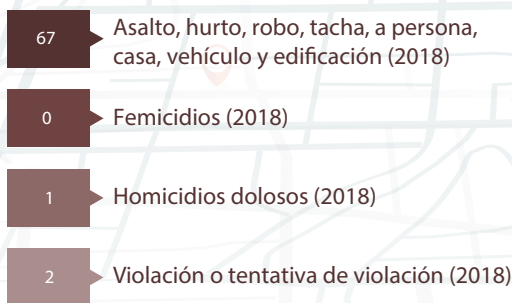 67
Asalto, hurto, robo, tacha, a persona,
casa, vehículo y edificación (2018)
0
Femicidios (2018)
1
Homicidios dolosos (2018)
2
Violación o tentativa de violación (2018)